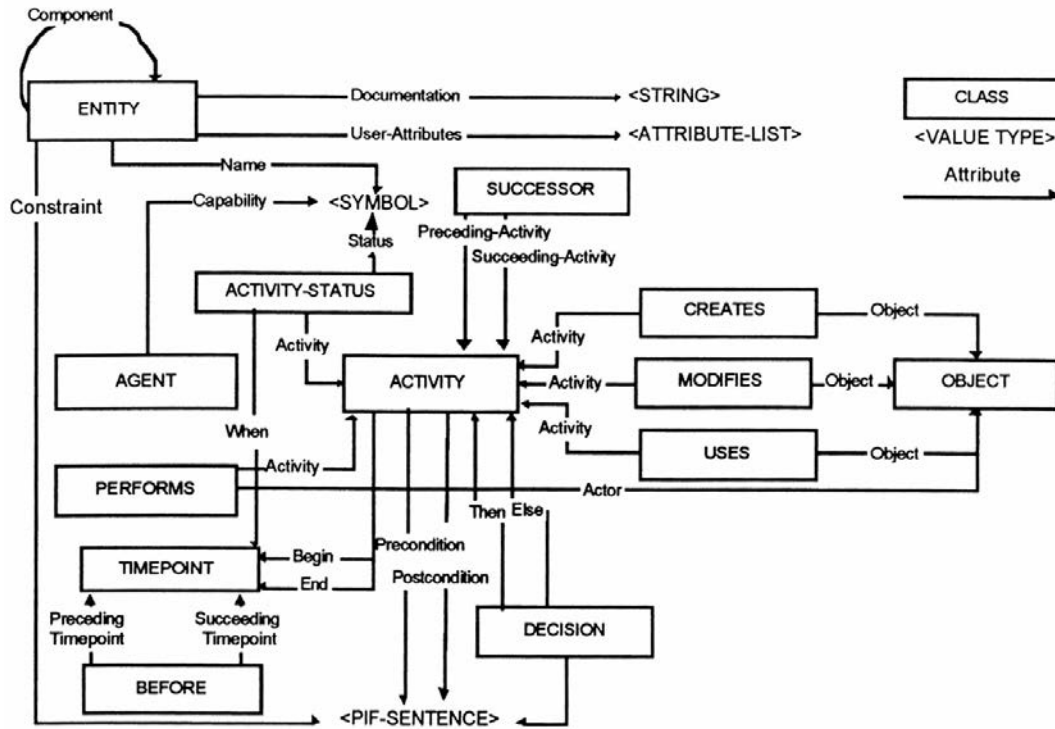 Component
ENTITY
Documentation
<STRING>
CLASS
User-Attributes
<ATTRIBUTE-LIST>
<VALUE TYPE>
Name
Attribute
SUCCESSOR
Constraint
Capability
<SYMBOL>
Preceding-Activity
Status
Succeeding-Activity
ACTIVITY-STATUS
CREATES
Object
Activity
Activity
AGENT
ACTIVITY
Activity
MODIFIES
Object
OBJECT
Activity
When
USES
Object
Activity
PERFORMS
Actor
Then
Else
Precondition
TIMEPOINT
Begin
End
Postcondition
Preceding
Timepoint
Succeeding
Timepoint
DECISION
BEFORE
<PIF-SENTENCE>